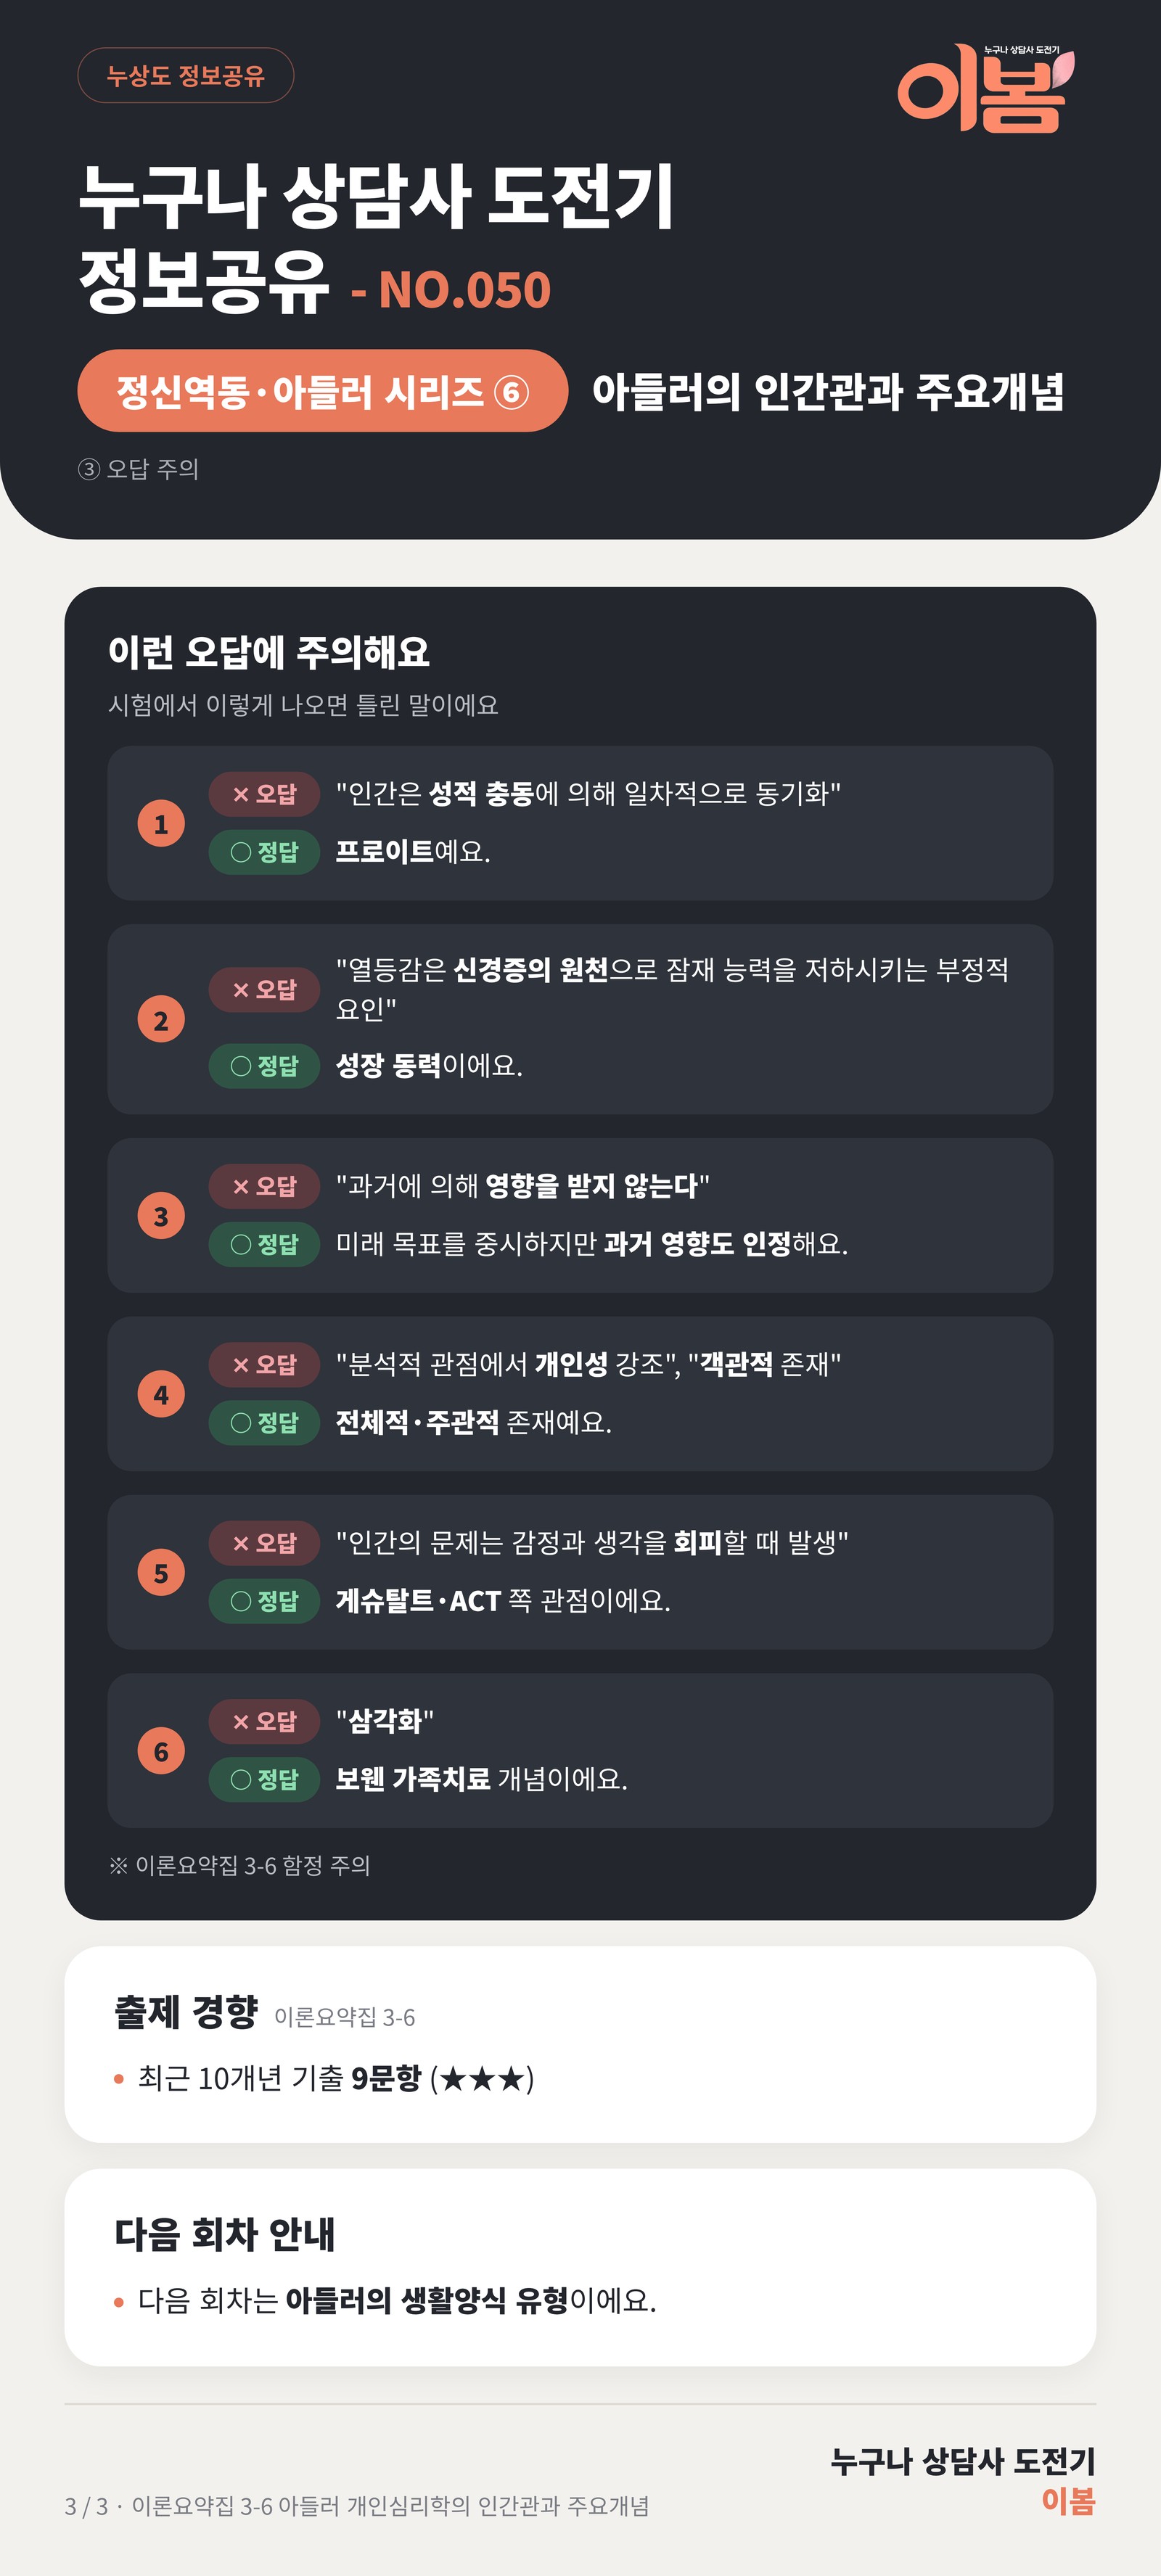 누상도 정보공유
누구나 상담사 도전기
이봄
누구나 상담사 도전기
정보공유 - NO.050
정신역동·아들러 시리즈 ⑥ 아들러의 인간관과 주요개념
③ 오답 주의
이런 오답에 주의해요
시험에서 이렇게 나오면 틀린 말이에요
1
✕ 오답 "인간은 성적 충동에 의해 일차적으로 동기화"
○ 정답 프로이트예요.
2
✕ 오답 "열등감은 신경증의 원천으로 잠재 능력을 저하시키는 부정적
요인"
○ 정답 성장 동력이에요.
3
✕ 오답 "과거에 의해 영향을 받지 않는다"
○ 정답 미래 목표를 중시하지만 과거 영향도 인정해요.
4
✕ 오답 "분석적 관점에서 개인성 강조", "객관적 존재"
○ 정답 전체적·주관적 존재예요.
5
✕ 오답 "인간의 문제는 감정과 생각을 회피할 때 발생"
○ 정답 게슈탈트·ACT 쪽 관점이에요.
6
✕ 오답 "삼각화"
○ 정답 보웬 가족치료 개념이에요.
※ 이론요약집 3-6 함정 주의
출제 경향 이론요약집 3-6
• 최근 10개년 기출 9문항 (★★★)
다음 회차 안내
• 다음 회차는 아들러의 생활양식 유형이에요.
누구나 상담사 도전기
3 / 3 · 이론요약집 3-6 아들러 개인심리학의 인간관과 주요개념
이봄